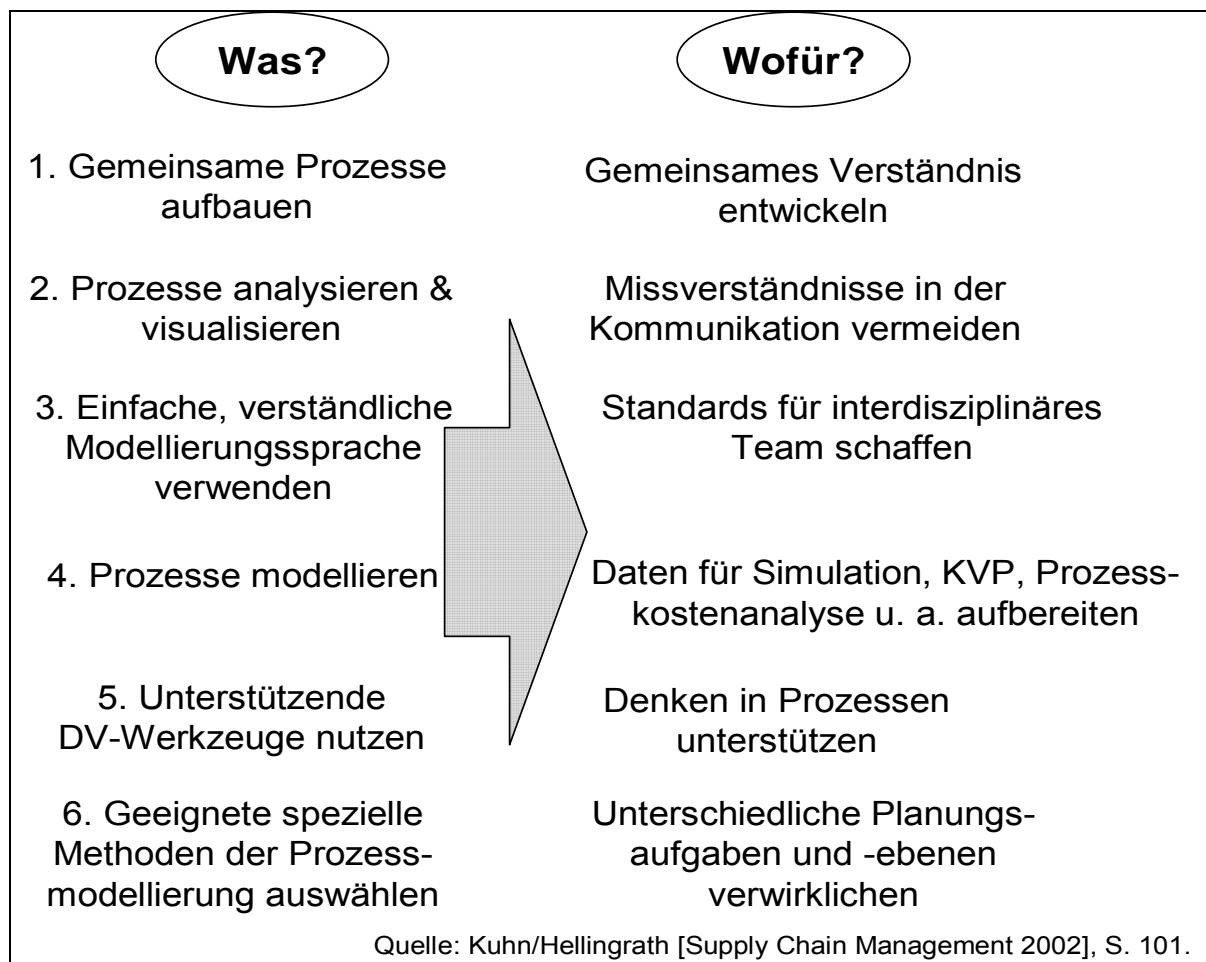 Was?
Wofür?
1. Gemeinsame Prozesse
aufbauen
Gemeinsames Verständnis
entwickeln
2. Prozesse analysieren &
visualisieren
Missverständnisse in der
Kommunikation vermeiden
3. Einfache, verständliche
Modellierungssprache
verwenden
Standards für interdisziplinäres
Team schaffen
4. Prozesse modellieren
Daten für Simulation, KVP, Prozess-
kostenanalyse u. a. aufbereiten
5. Unterstützende
DV-Werkzeuge nutzen
Denken in Prozessen
unterstützen
6. Geeignete spezielle
Methoden der Prozess-
modellierung auswählen
Unterschiedliche Planungs-
aufgaben und -ebenen
verwirklichen
Quelle: Kuhn/Hellingrath [Supply Chain Management 2002], S. 101.